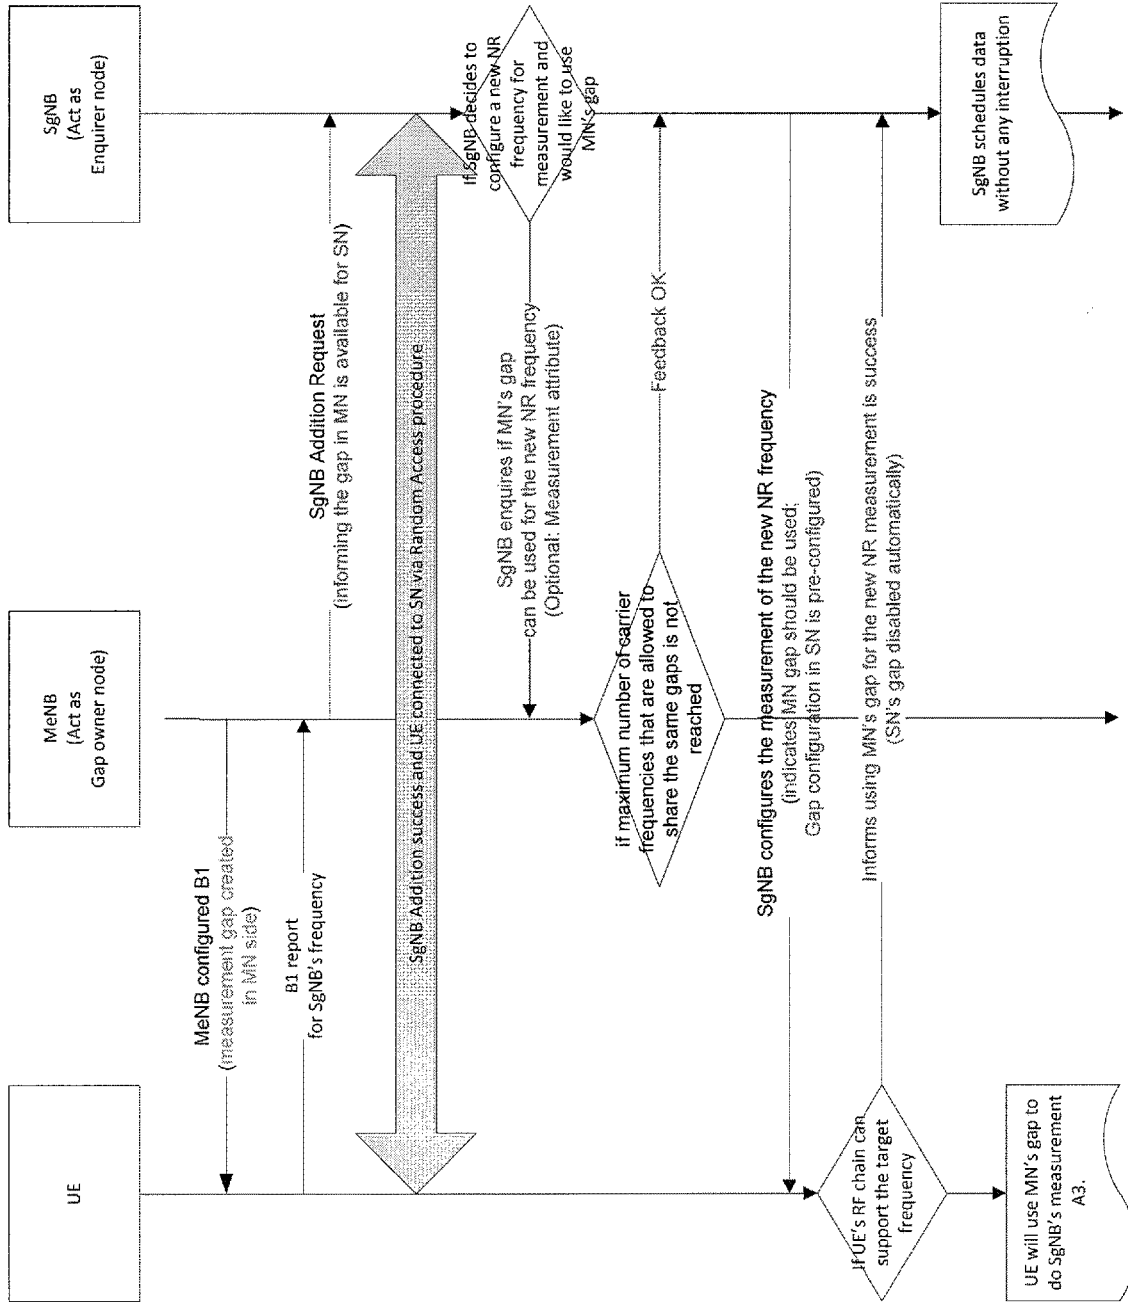 UE
MeNB
(Act as
Gap owner node)
SgNB
(Act as
Enquirer node)
MeNB configured B1
(measurement gap created
in MN side)
B1 report
for SgNB's frequency
SgNB Addition Request
(informing the gap in MN is available for SN)
SgNB Addition success and UE connected to SN via Random Access procedure
If SgNB decides to
configure a new NR
frequency for
measurement and
would like to use
MN's gap
SgNB enquires if MN's gap
can be used for the new NR frequency
(Optional: Measurement attribute)
if maximum number of carrier
frequencies that are allowed to
share the same gaps is not
reached
Feedback OK
SgNB configures the measurement of the new NR frequency
(indicates MN gap should be used;
Gap configuration in SN is pre-configured)
If UE's RF chain can
support the target
frequency
Informs using MN's gap for the new NR measurement is success
(SN's gap disabled automatically)
UE will use MN's gap to
do SgNB's measurement
A3.
SgNB schedules data
without any interruption